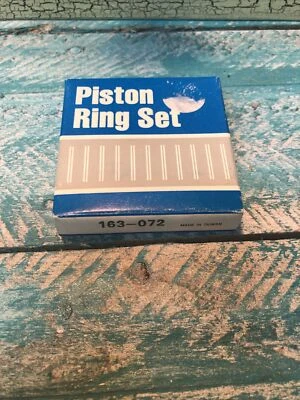 Piston
Ring Set
163-072 MADE IN TAIWAN